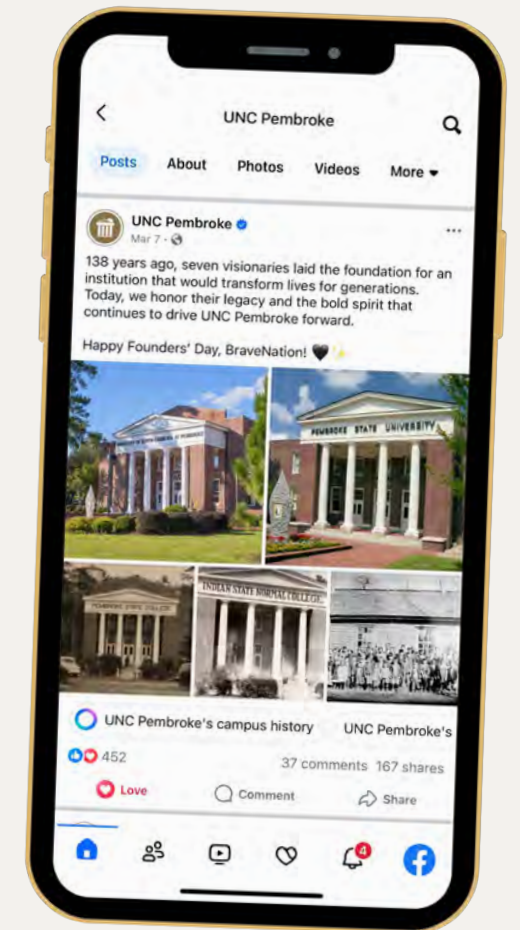 UNC Pembroke
Posts About Photos Videos More
UNC Pembroke
Mar 7 ·
138 years ago, seven visionaries laid the foundation for an
institution that would transform lives for generations.
Today, we honor their legacy and the bold spirit that
continues to drive UNC Pembroke forward.
Happy Founders' Day, BraveNation! 🖤✨
PEMBROKE STATE UNIVERSITY
PEMBROKE STATE COLLEGE
INDIAN STATE NORMAL COLLEGE
UNC Pembroke's campus history UNC Pembroke's
452 37 comments 167 shares
Love Comment Share
4